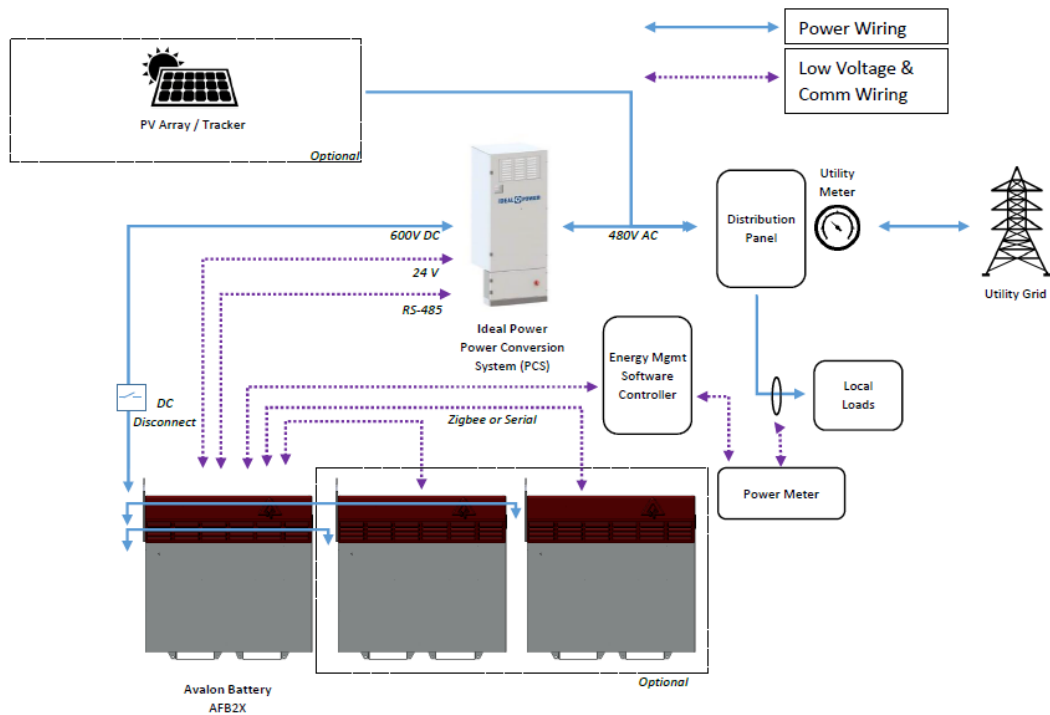 Power Wiring
Low Voltage &
Comm Wiring
PV Array / Tracker
Optional
IDEAL POWER
Utility
Meter
Distribution
Panel
600V DC
480V AC
24 V
Utility Grid
RS-485
Ideal Power
Power Conversion
System (PCS)
Energy Mgmt
Software
Controller
Local
Loads
DC
Disconnect
Zigbee or Serial
Power Meter
Optional
Avalon Battery
AFB2X